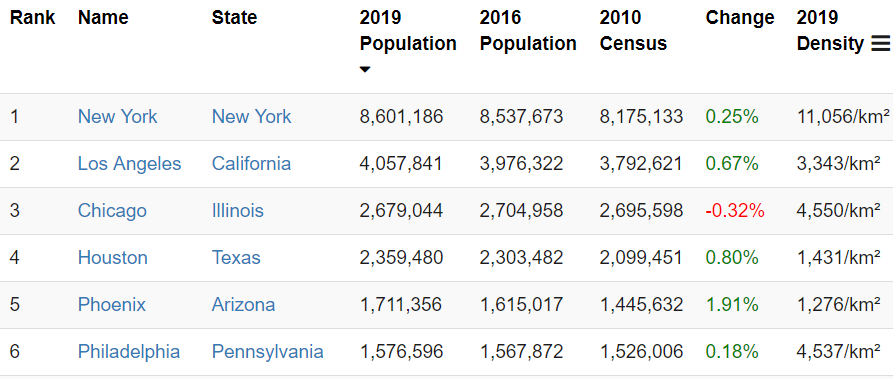 Rank Name State 2019 Population 2016 Population 2010 Census Change 2019 Density
1 New York New York 8,601,186 8,537,673 8,175,133 0.25% 11,056/km²
2 Los Angeles California 4,057,841 3,976,322 3,792,621 0.67% 3,343/km²
3 Chicago Illinois 2,679,044 2,704,958 2,695,598 -0.32% 4,550/km²
4 Houston Texas 2,359,480 2,303,482 2,099,451 0.80% 1,431/km²
5 Phoenix Arizona 1,711,356 1,615,017 1,445,632 1.91% 1,276/km²
6 Philadelphia Pennsylvania 1,576,596 1,567,872 1,526,006 0.18% 4,537/km²